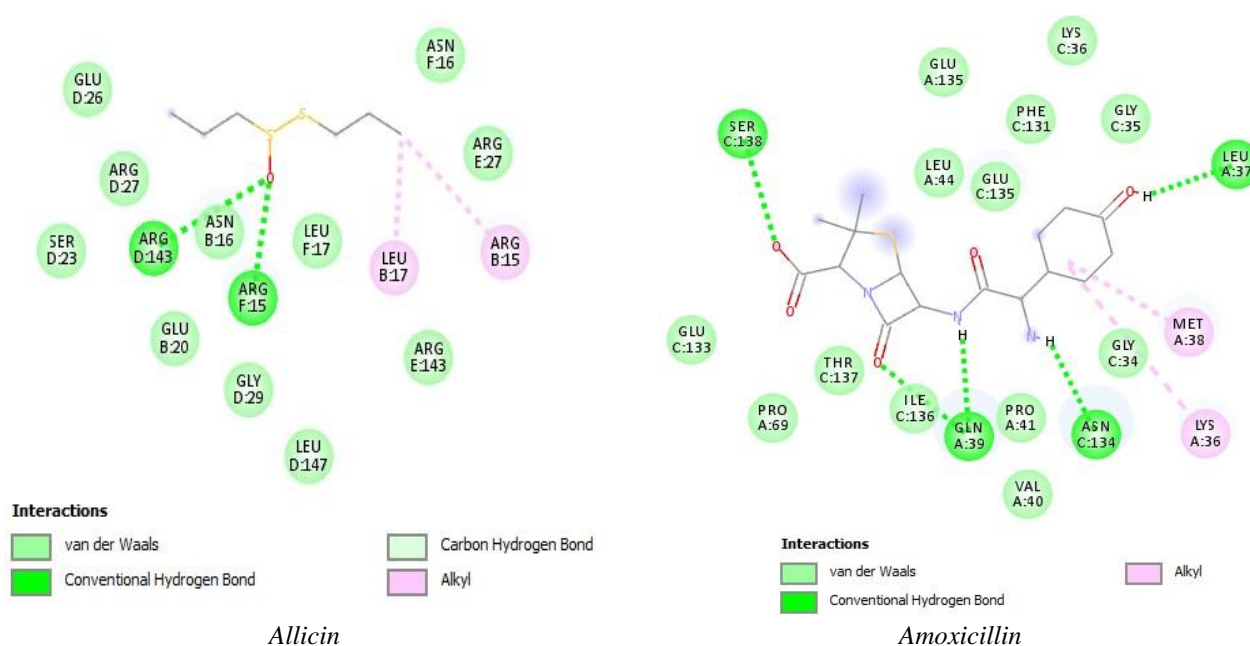 ASN
F:16
GLU
D:26
ARG
E:27
ARG
D:27
ASN
B:16
LEU
F:17
SER
D:23
ARG
D:143
LEU
B:17
ARG
B:15
ARG
F:15
GLU
B:20
ARG
E:143
GLY
D:29
LEU
D:147
S
S
O
Interactions
van der Waals
Conventional Hydrogen Bond
Carbon Hydrogen Bond
Alkyl
Allicin
LYS
C:36
GLU
A:135
PHE
C:131
GLY
C:35
SER
C:138
LEU
A:37
LEU
A:44
GLU
C:135
O
H
S
O
O
N
O
N
H
N
H
O
MET
A:38
GLU
C:133
THR
C:137
GLY
C:34
ILE
C:136
PRO
A:69
GLN
A:39
PRO
A:41
ASN
C:134
LYS
A:36
VAL
A:40
Interactions
van der Waals
Conventional Hydrogen Bond
Alkyl
Amoxicillin